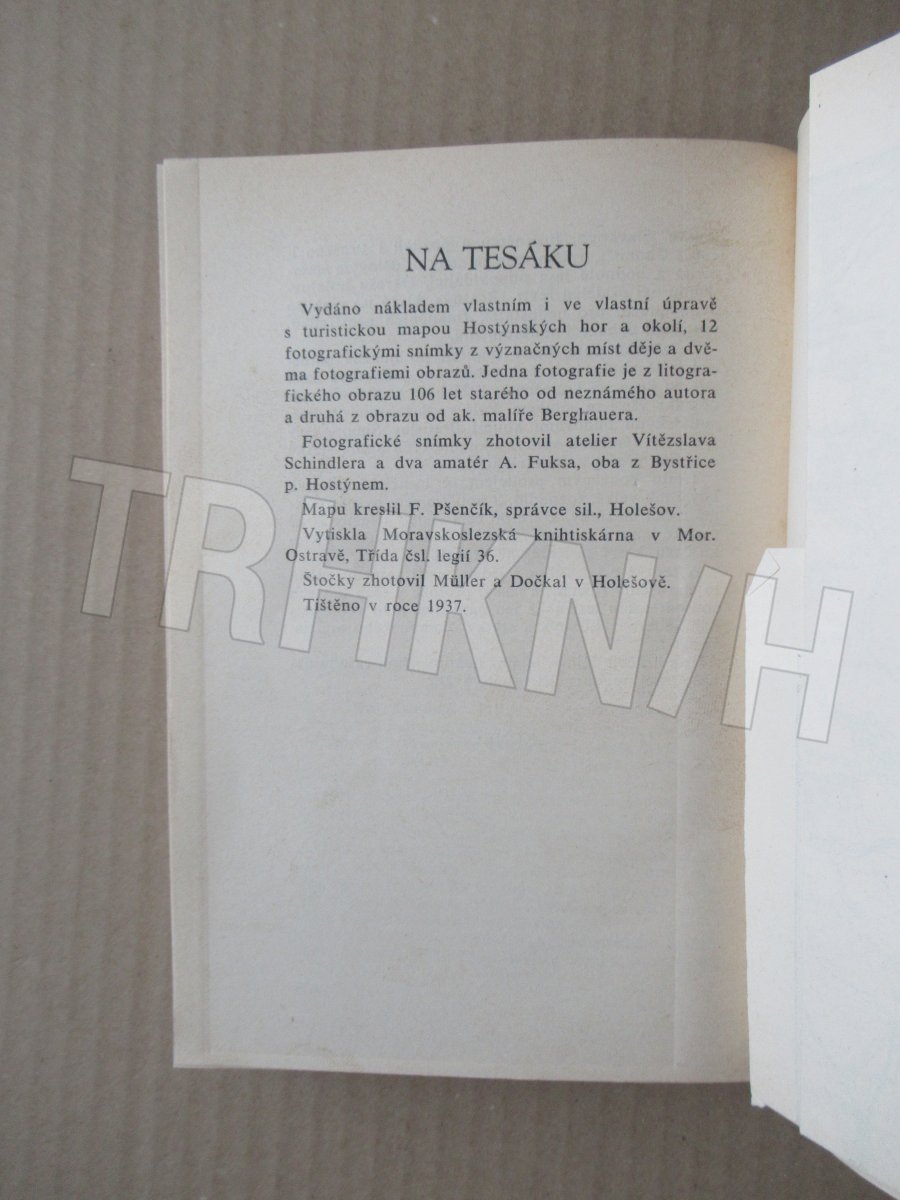 NA TESÁKU
Vydáno nákladem vlastním i ve vlastní úpravě
s turistickou mapou Hostýnských hor a okolí, 12
fotografickými snímky z význačných míst děje a dvě-
ma fotografiemi obrazů. Jedna fotografie je z litogra-
fického obrazu 106 let starého od neznámého autora
a druhá z obrazu od ak. malíře Berghauera.
Fotografické snímky zhotovil atelier Vítězslava
Schindlera a dva amatér A. Fuksa, oba z Bystřice
p. Hostýnem.
Mapu kreslil F. Pšenčík, správce sil., Holešov.
Vytiskla Moravskoslezská knihtiskárna v Mor.
Ostravě, Třída čsl. legií 36.
Štočky zhotovil Müller a Dočkal v Holešově.
Tištěno v roce 1937.
TRHKNIH